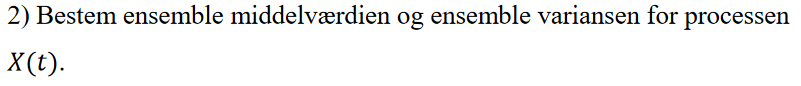 2) Bestem ensemble middelværdien og ensemble variansen for processen
X(t).